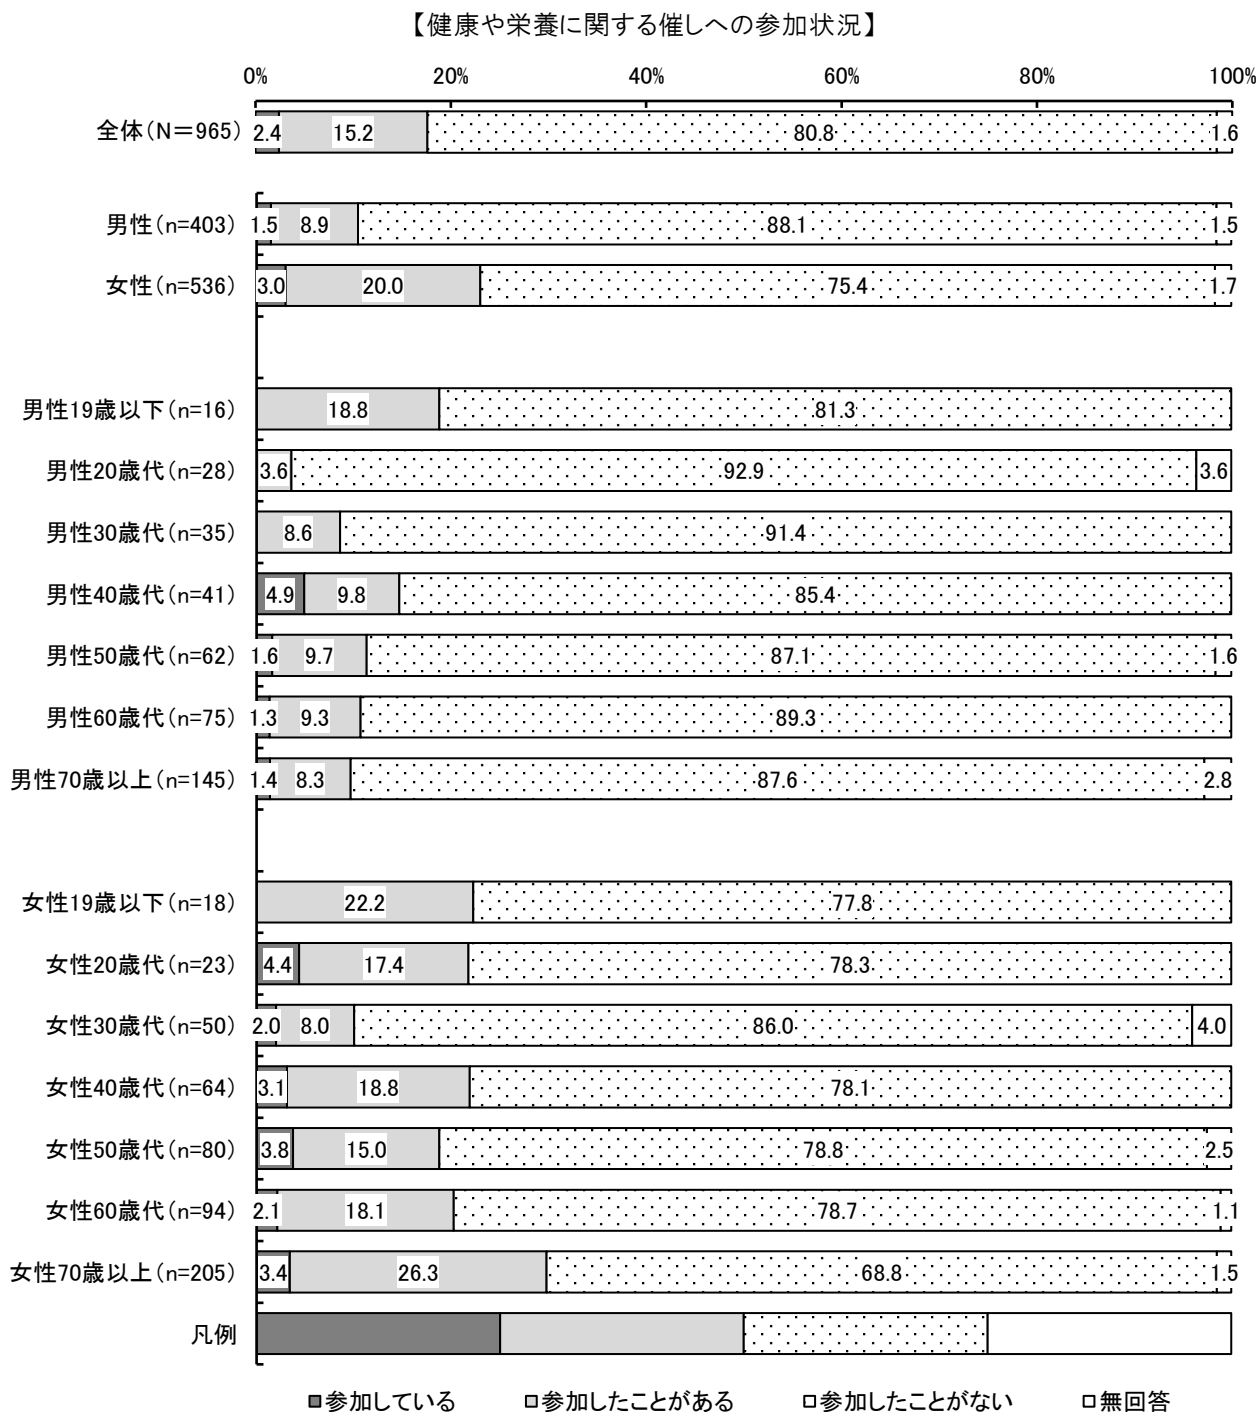 【健康や栄養に関する催しへの参加状況】
0% 20% 40% 60% 80% 100%
全体(N=965) 2.4 15.2 80.8 1.6
男性(n=403) 1.5 8.9 88.1 1.5
女性(n=536) 3.0 20.0 75.4 1.7
男性19歳以下(n=16) 18.8 81.3
男性20歳代(n=28) 3.6 92.9 3.6
男性30歳代(n=35) 8.6 91.4
男性40歳代(n=41) 4.9 9.8 85.4
男性50歳代(n=62) 1.6 9.7 87.1 1.6
男性60歳代(n=75) 1.3 9.3 89.3
男性70歳以上(n=145) 1.4 8.3 87.6 2.8
女性19歳以下(n=18) 22.2 77.8
女性20歳代(n=23) 4.4 17.4 78.3
女性30歳代(n=50) 2.0 8.0 86.0 4.0
女性40歳代(n=64) 3.1 18.8 78.1
女性50歳代(n=80) 3.8 15.0 78.8 2.5
女性60歳代(n=94) 2.1 18.1 78.7 1.1
女性70歳以上(n=205) 3.4 26.3 68.8 1.5
凡例
参加している 参加したことがある 参加したことがない 無回答